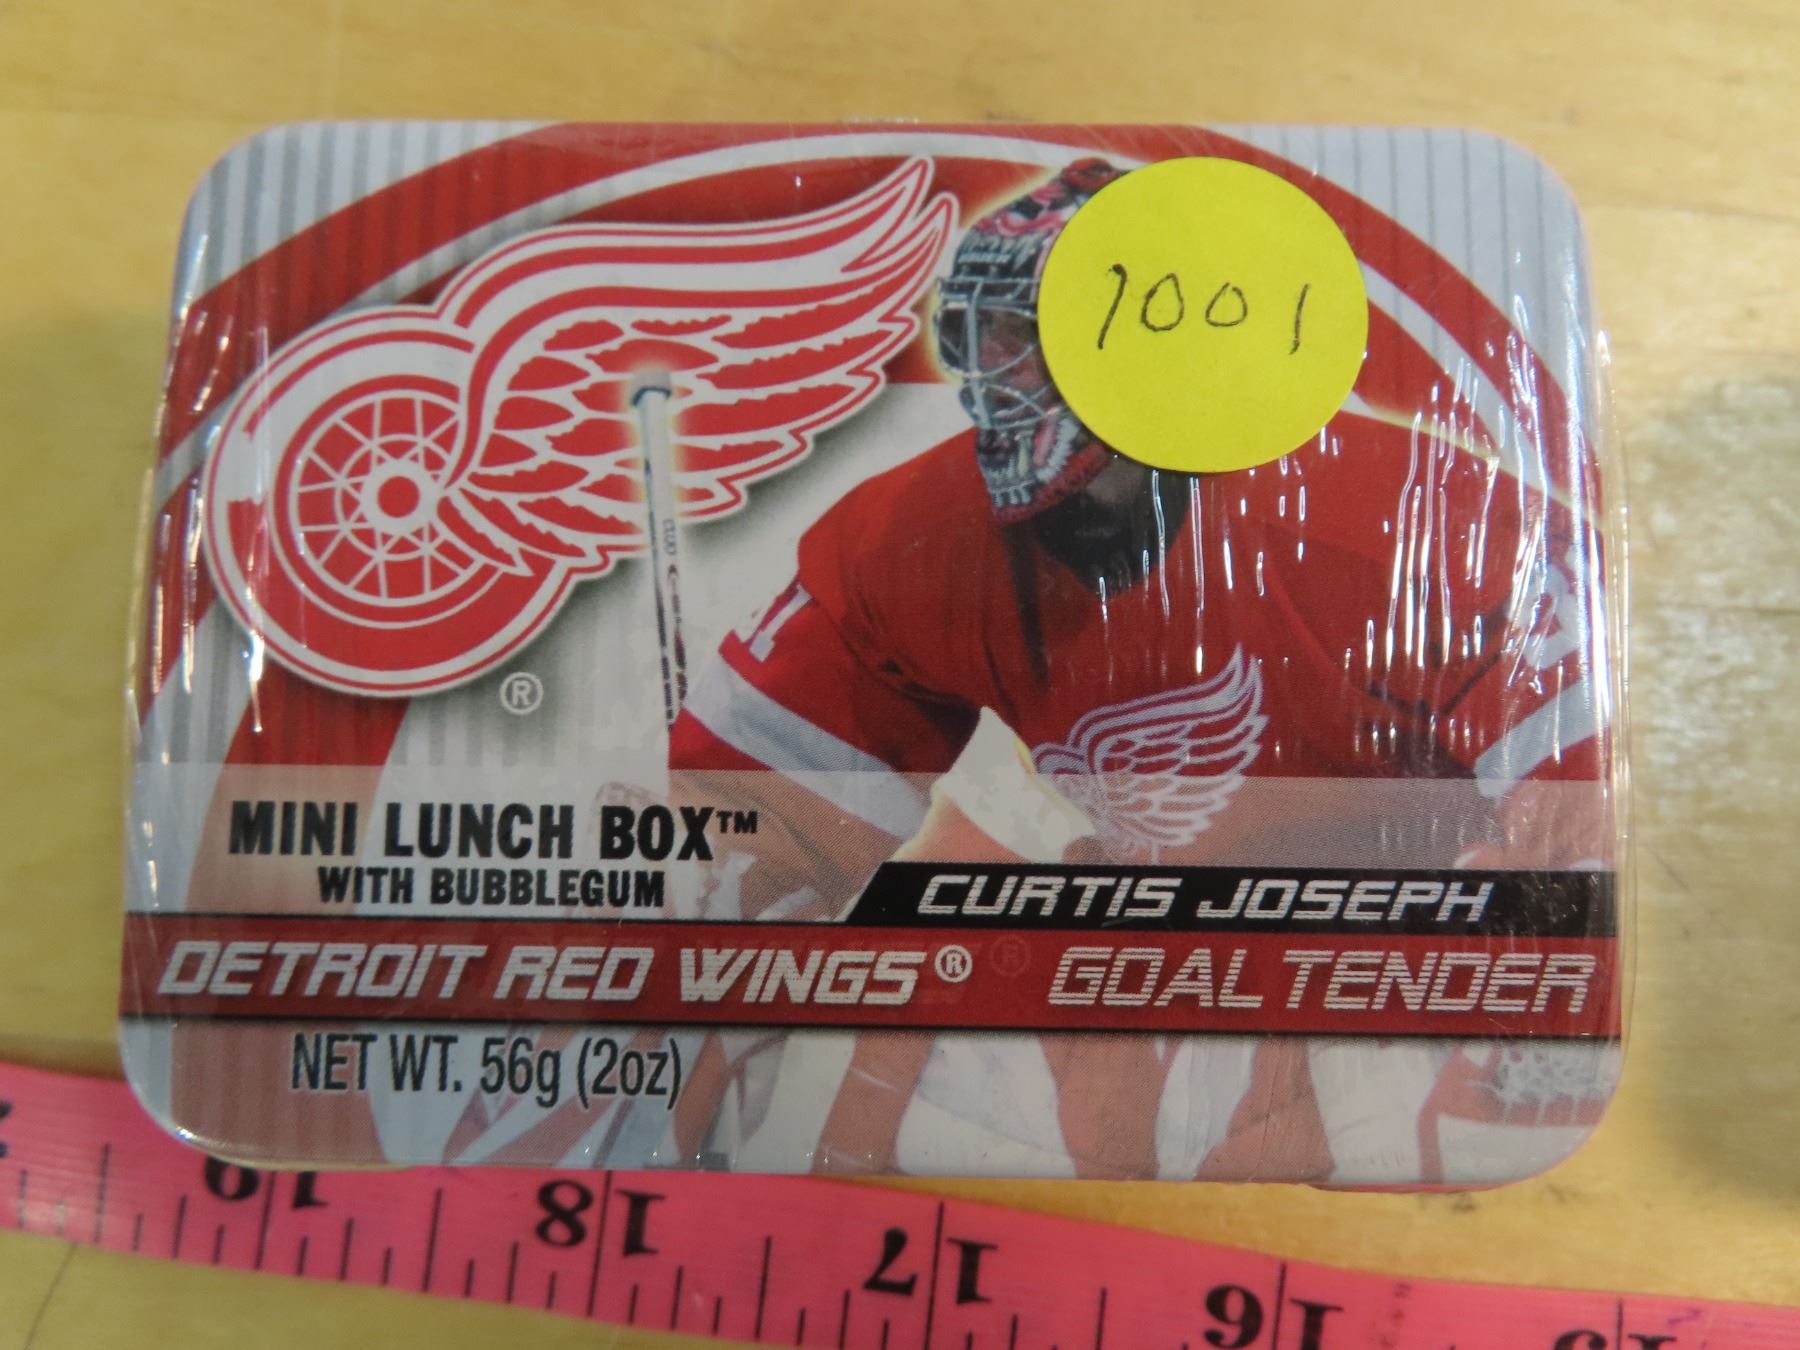 1001
MINI LUNCH BOX™
WITH BUBBLEGUM
CURTIS JOSEPH
DETROIT RED WINGS® GOAL TENDER
NET WT. 56g (2oz)
19 18 17 16 15